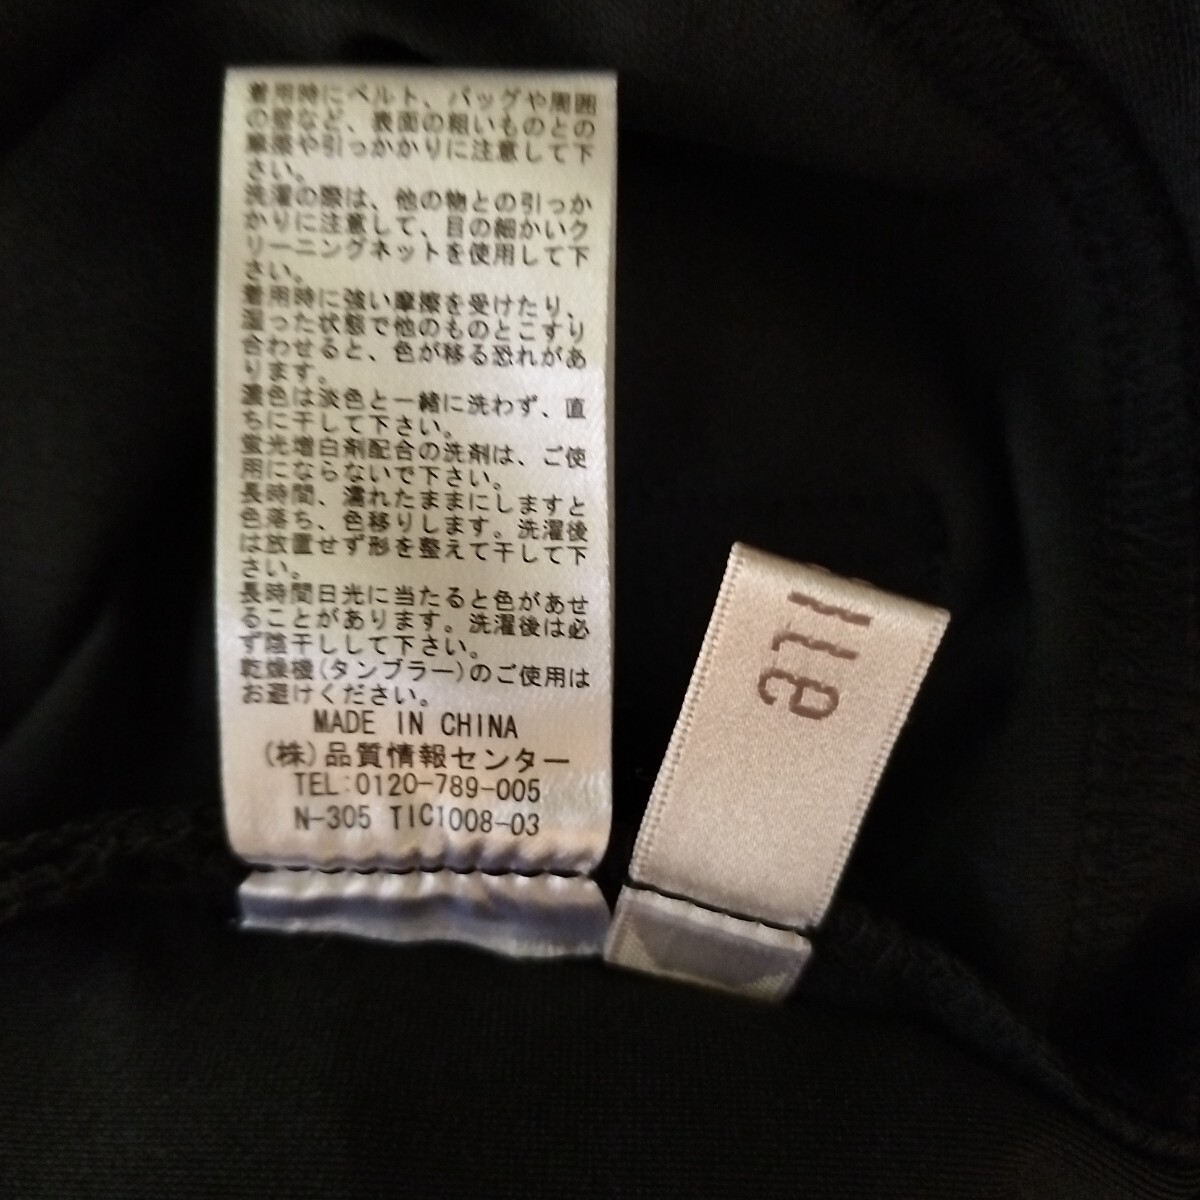 着用時にベルト、バッグや周囲
の壁など、表面の粗いものとの
摩擦や引っかかりに注意して下
さい。
洗濯の際は、他の物との引っか
かりに注意して、目の細かいク
リーニングネットを使用して下
さい。
着用時に強い摩擦を受けたり、
湿った状態で他のものとこすり
合わせると、色が移る恐れがあ
ります。
濃色は淡色と一緒に洗わず、直
ちに干して下さい。
蛍光増白剤配合の洗剤は、ご使
用にならないで下さい。
長時間、濡れたままにしますと
色落ち、色移りします。洗濯後
は放置せず形を整えて干して下
さい。
長時間日光に当たると色があせ
ることがあります。洗濯後は必
ず陰干しして下さい。
乾燥機(タンブラー)のご使用は
お避けください。
MADE IN CHINA
(株)品質情報センター
TEL:0120-789-005
N-305 TIC1008-03